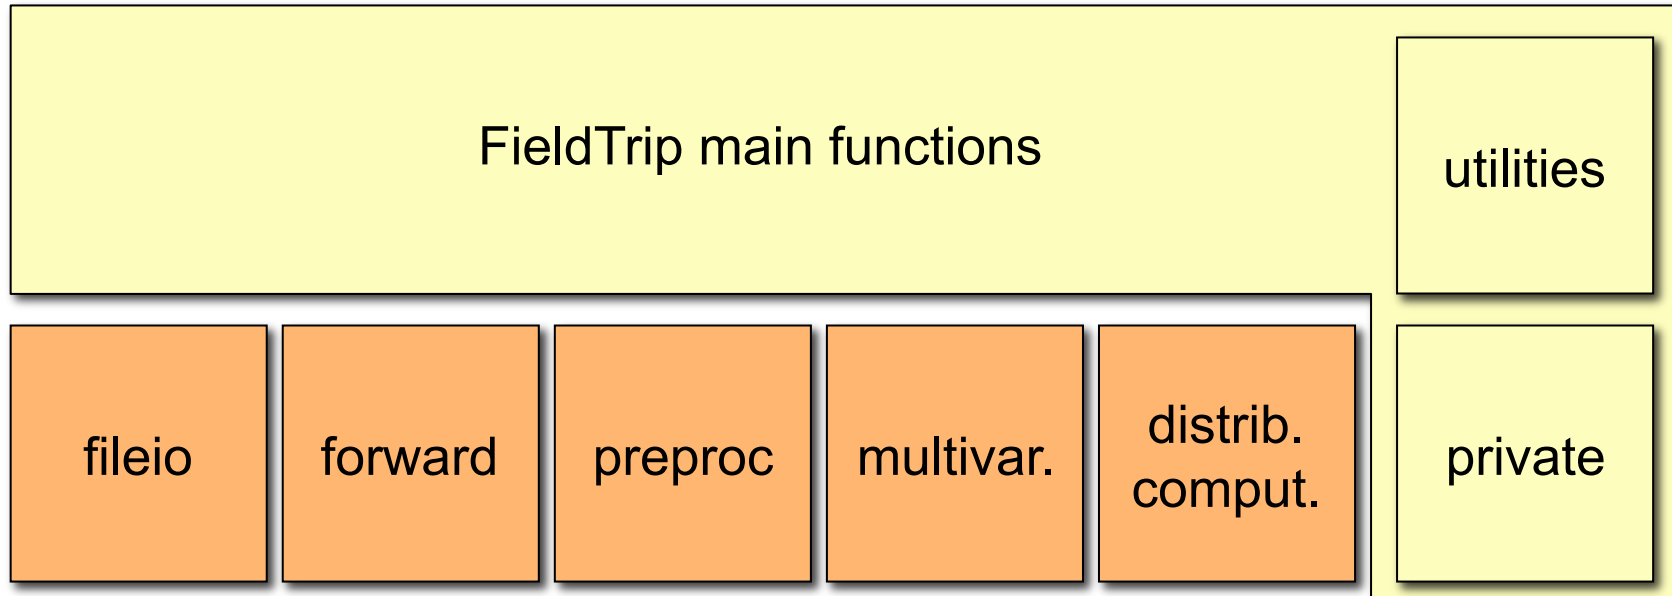 FieldTrip main functions
utilities
fileio
forward
preproc
multivar.
distrib.
comput.
private